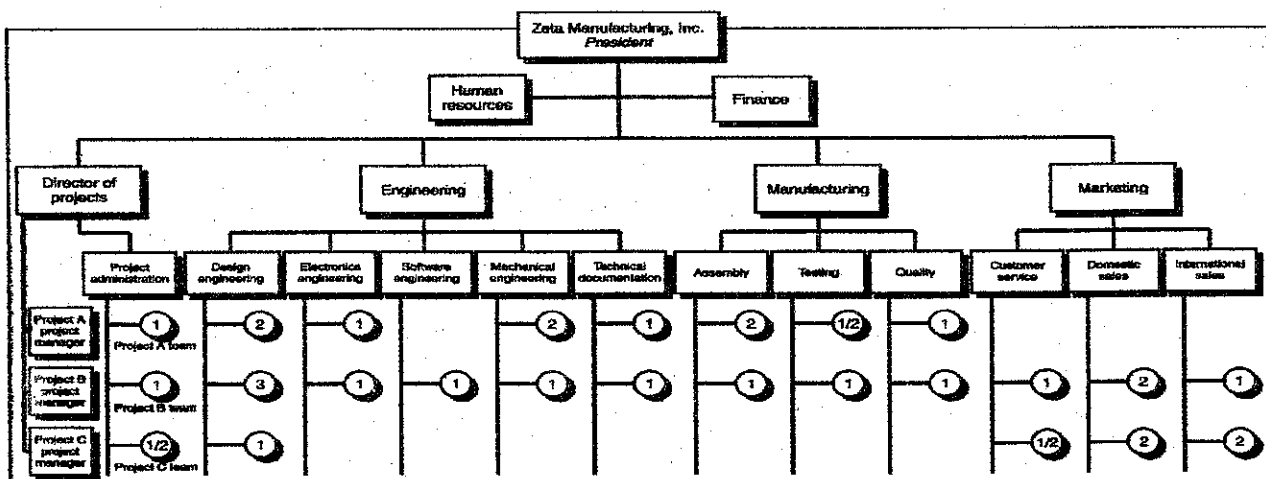 Zeta Manufacturing, Inc.
President
Human
resources
Finance
Director of
projects
Engineering
Manufacturing
Marketing
Project
administration
Design
engineering
Electronics
engineering
Software
engineering
Mechanical
engineering
Technical
documentation
Assembly
Testing
Quality
Customer
service
Domestic
sales
International
sales
Project A
project
manager
1
2
1
2
1
2
1/2
1
Project A team
Project B
project
manager
1
3
1
1
1
1
1
1
1
1
2
1
Project B team
Project C
project
manager
1/2
1
1/2
2
2
Project C team